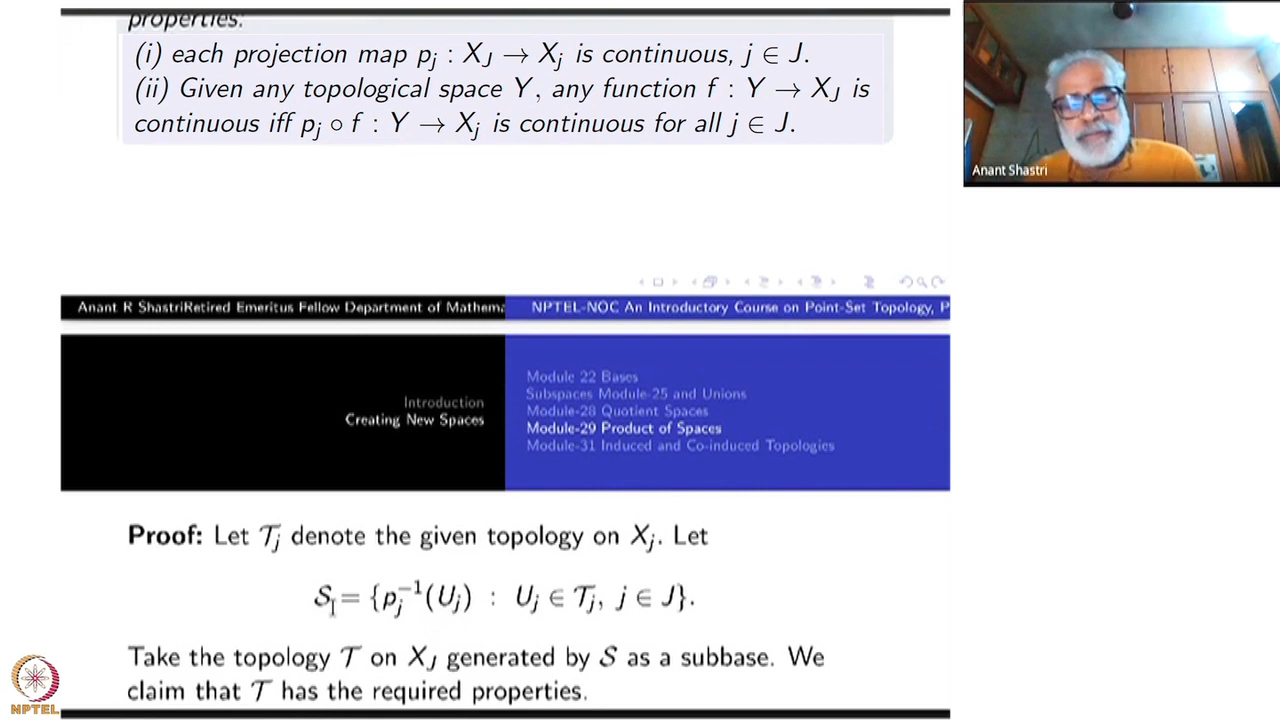 properties:
(i) each projection map pⱼ : X_J → Xⱼ is continuous, j ∈ J.
(ii) Given any topological space Y, any function f : Y → X_J is
continuous iff pⱼ ∘ f : Y → Xⱼ is continuous for all j ∈ J.
Anant Shastri
Anant R ShastriRetired Emeritus Fellow Department of Mathema
NPTEL-NOC An Introductory Course on Point-Set Topology, P
Introduction
Creating New Spaces
Module 22 Bases
Subspaces Module-25 and Unions
Module-28 Quotient Spaces
Module-29 Product of Spaces
Module-31 Induced and Co-induced Topologies
Proof: Let 𝒯ⱼ denote the given topology on Xⱼ. Let
𝒮 = {pⱼ⁻¹(Uⱼ) : Uⱼ ∈ 𝒯ⱼ, j ∈ J}.
Take the topology 𝒯 on X_J generated by 𝒮 as a subbase. We
claim that 𝒯 has the required properties.
NPTEL